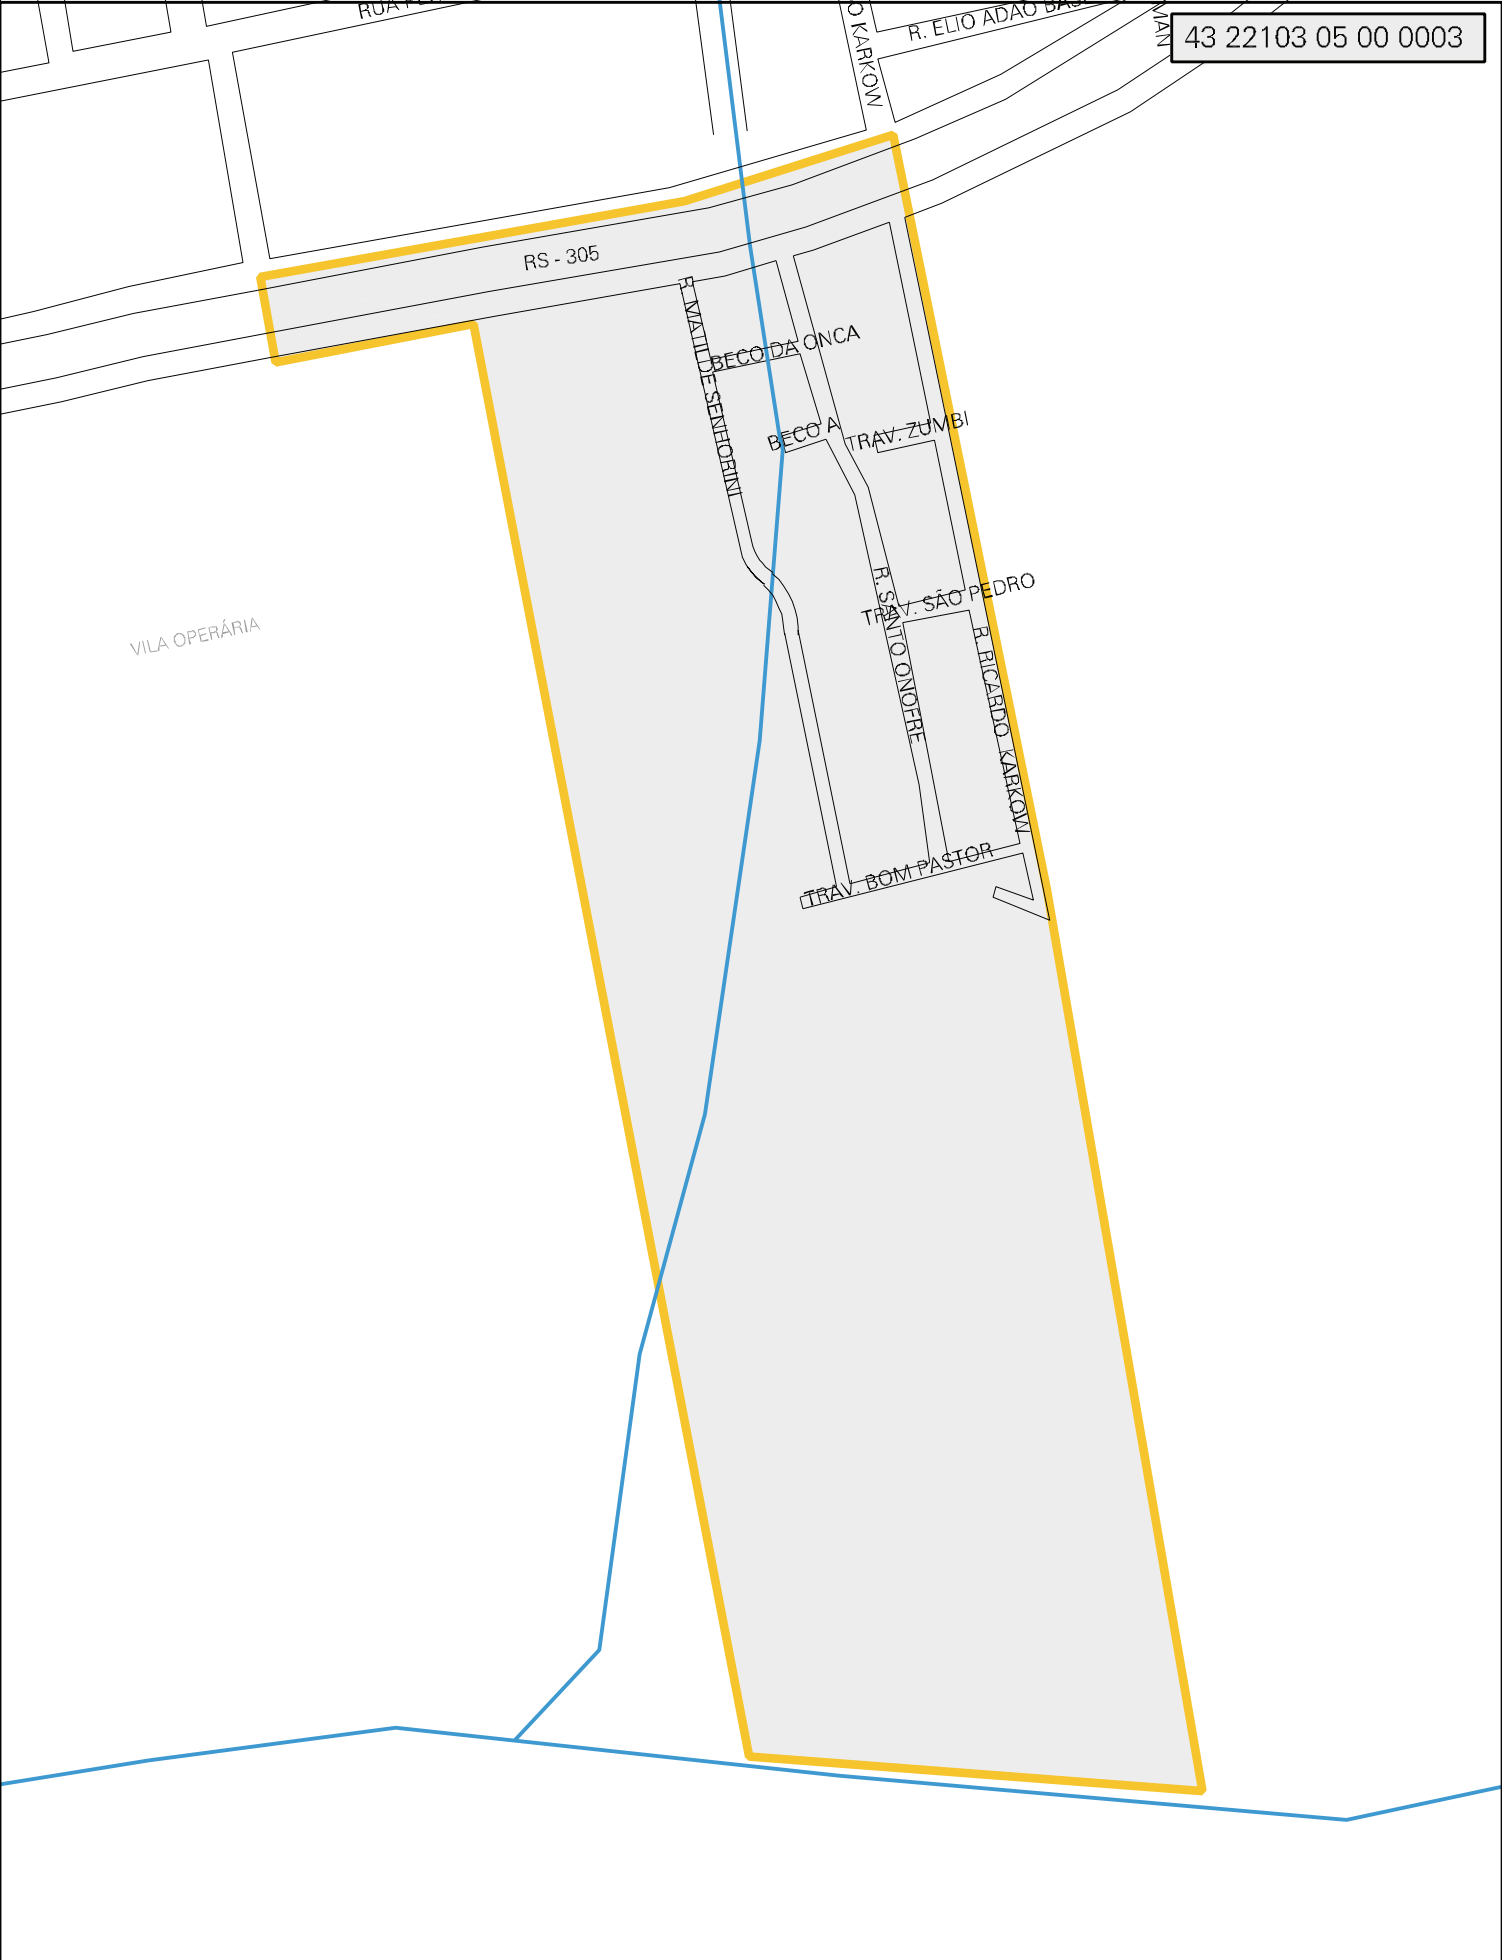 RUA
O KARKOW
R. ELIO ADÃO
MAN
43 22103 05 00 0003
RS - 305
R. MATILDE SENHORINI
BECO DA ONCA
BECO A
TRAV. ZUMBI
R. SANTO ONOFRE
TRAV. SÃO PEDRO
VILA OPERÁRIA
R. RICARDO KARKOW
TRAV. BOM PASTOR